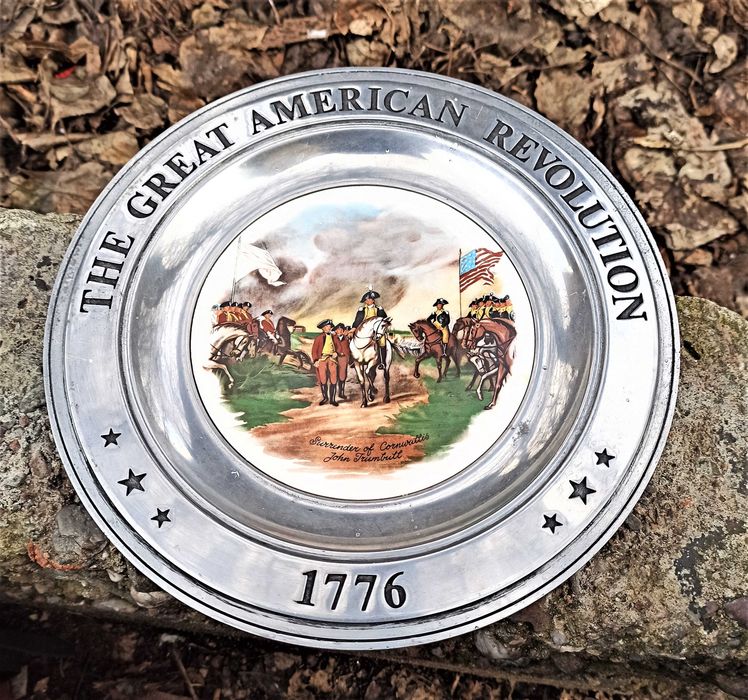 THE GREAT AMERICAN REVOLUTION
Surrender of Cornwallis
John Trumbull
1776